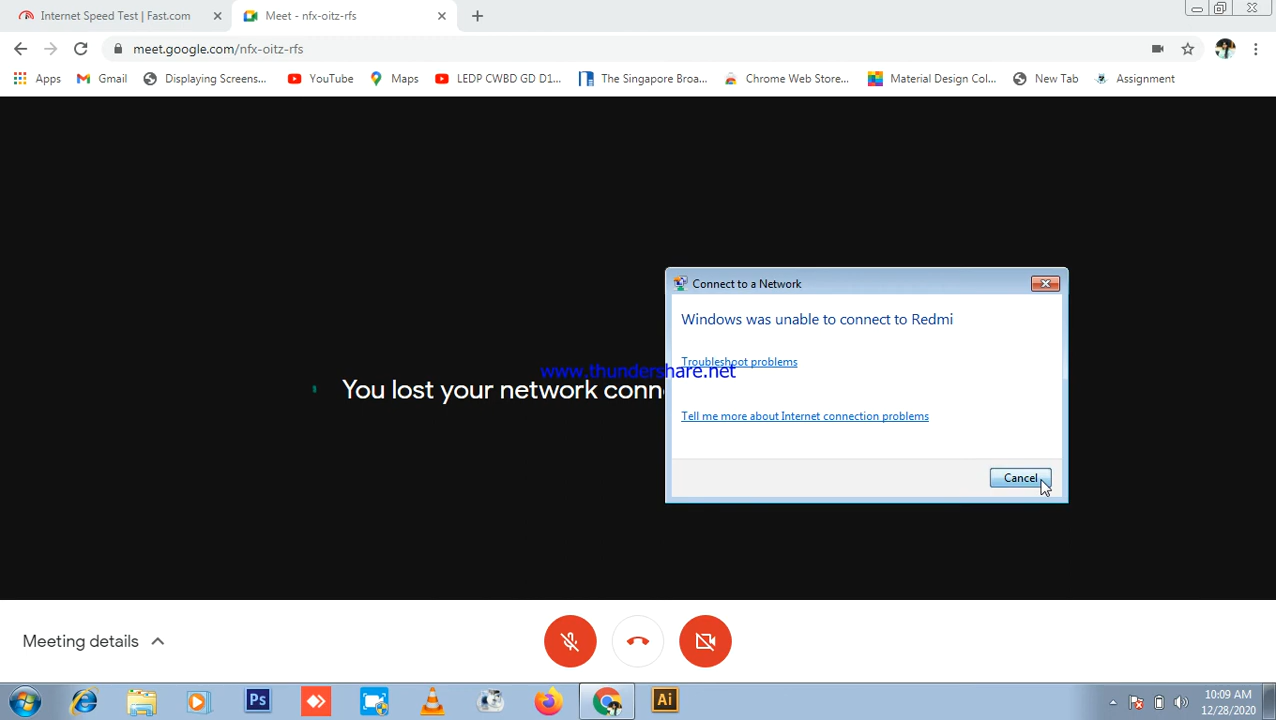 Internet Speed Test | Fast.com
Meet - nfx-oitz-rfs
meet.google.com/nfx-oitz-rfs
Apps
Gmail
Displaying Screens...
YouTube
Maps
LEDP CWBD GD D1...
The Singapore Broa...
Chrome Web Store...
Material Design Col...
New Tab
Assignment
Connect to a Network
Windows was unable to connect to Redmi
Troubleshoot problems
www.thundershare.net
You lost your network conn
Tell me more about Internet connection problems
Cancel
Meeting details
Ps
Ai
10:09 AM
12/28/2020